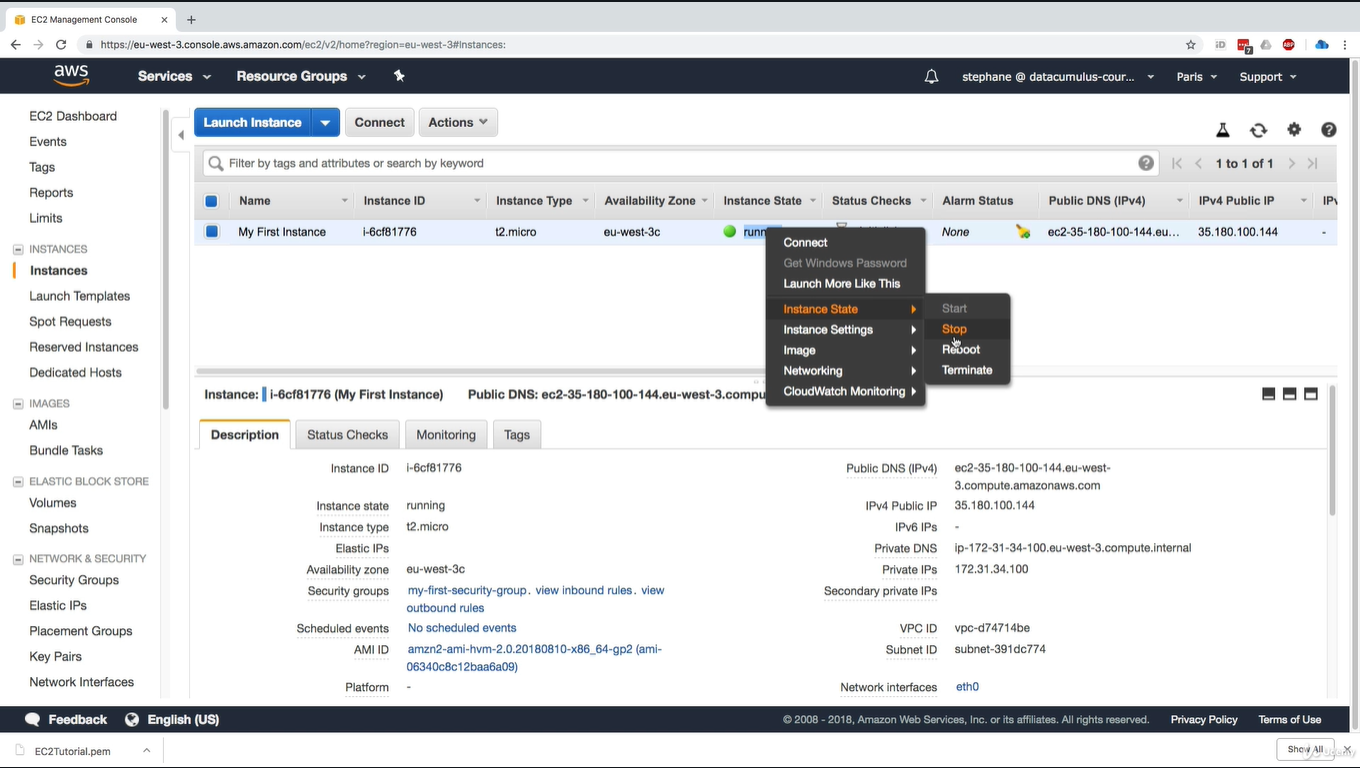 EC2 Management Console
https://eu-west-3.console.aws.amazon.com/ec2/v2/home?region=eu-west-3#Instances:
iD
7
ABP
aws
Services
Resource Groups
stephane @ datacumulus-cour...
Paris
Support
EC2 Dashboard
Events
Tags
Reports
Limits
INSTANCES
Instances
Launch Templates
Spot Requests
Reserved Instances
Dedicated Hosts
IMAGES
AMIs
Bundle Tasks
ELASTIC BLOCK STORE
Volumes
Snapshots
NETWORK & SECURITY
Security Groups
Elastic IPs
Placement Groups
Key Pairs
Network Interfaces
Launch Instance
Connect
Actions
Filter by tags and attributes or search by keyword
1 to 1 of 1
Name Instance ID Instance Type Availability Zone Instance State Status Checks Alarm Status Public DNS (IPv4) IPv4 Public IP IPv
My First Instance i-6cf81776 t2.micro eu-west-3c None ec2-35-180-100-144.eu... 35.180.100.144 -
Connect
Get Windows Password
Launch More Like This
Instance State
Instance Settings
Image
Networking
CloudWatch Monitoring
Start
Stop
Reboot
Terminate
Instance: i-6cf81776 (My First Instance) Public DNS: ec2-35-180-100-144.eu-west-3.compu
Description
Status Checks
Monitoring
Tags
Instance ID i-6cf81776
Instance state running
Instance type t2.micro
Elastic IPs
Availability zone eu-west-3c
Security groups my-first-security-group. view inbound rules. view
outbound rules
Scheduled events No scheduled events
AMI ID amzn2-ami-hvm-2.0.20180810-x86_64-gp2 (ami-
06340c8c12baa6a09)
Platform -
Public DNS (IPv4) ec2-35-180-100-144.eu-west-
3.compute.amazonaws.com
IPv4 Public IP 35.180.100.144
IPv6 IPs -
Private DNS ip-172-31-34-100.eu-west-3.compute.internal
Private IPs 172.31.34.100
Secondary private IPs
VPC ID vpc-d74714be
Subnet ID subnet-391dc774
Network interfaces eth0
Feedback
English (US)
© 2008 - 2018, Amazon Web Services, Inc. or its affiliates. All rights reserved.
Privacy Policy
Terms of Use
EC2Tutorial.pem
Show All
Udemy